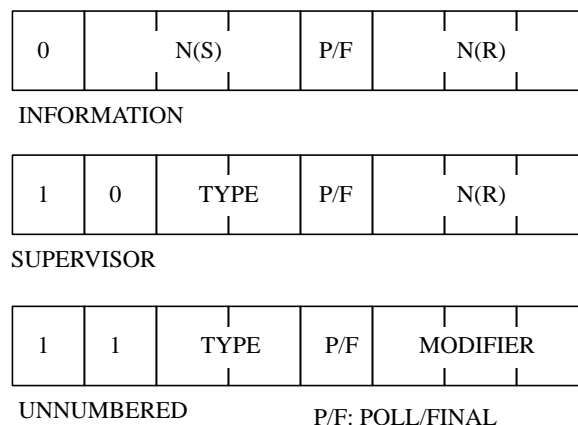 0 N(S) P/F N(R)
INFORMATION
1 0 TYPE P/F N(R)
SUPERVISOR
1 1 TYPE P/F MODIFIER
UNNUMBERED P/F: POLL/FINAL